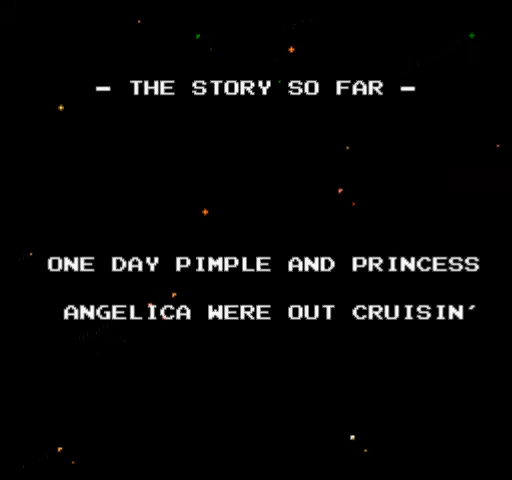 - THE STORY SO FAR -
ONE DAY PIMPLE AND PRINCESS
ANGELICA WERE OUT CRUISIN'